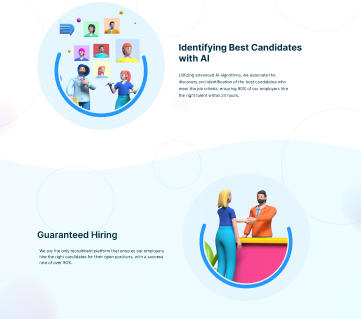 Identifying Best Candidates
with AI
Utilizing advanced AI algorithms, we automate the
discovery and identification of the best candidates who
meet the job criteria, ensuring 90% of our employers like
the right talent within 24 hours.
Guaranteed Hiring
We are the only recruitment platform that ensures our employers
hire the right candidates for their open positions, with a success
rate of over 90%.